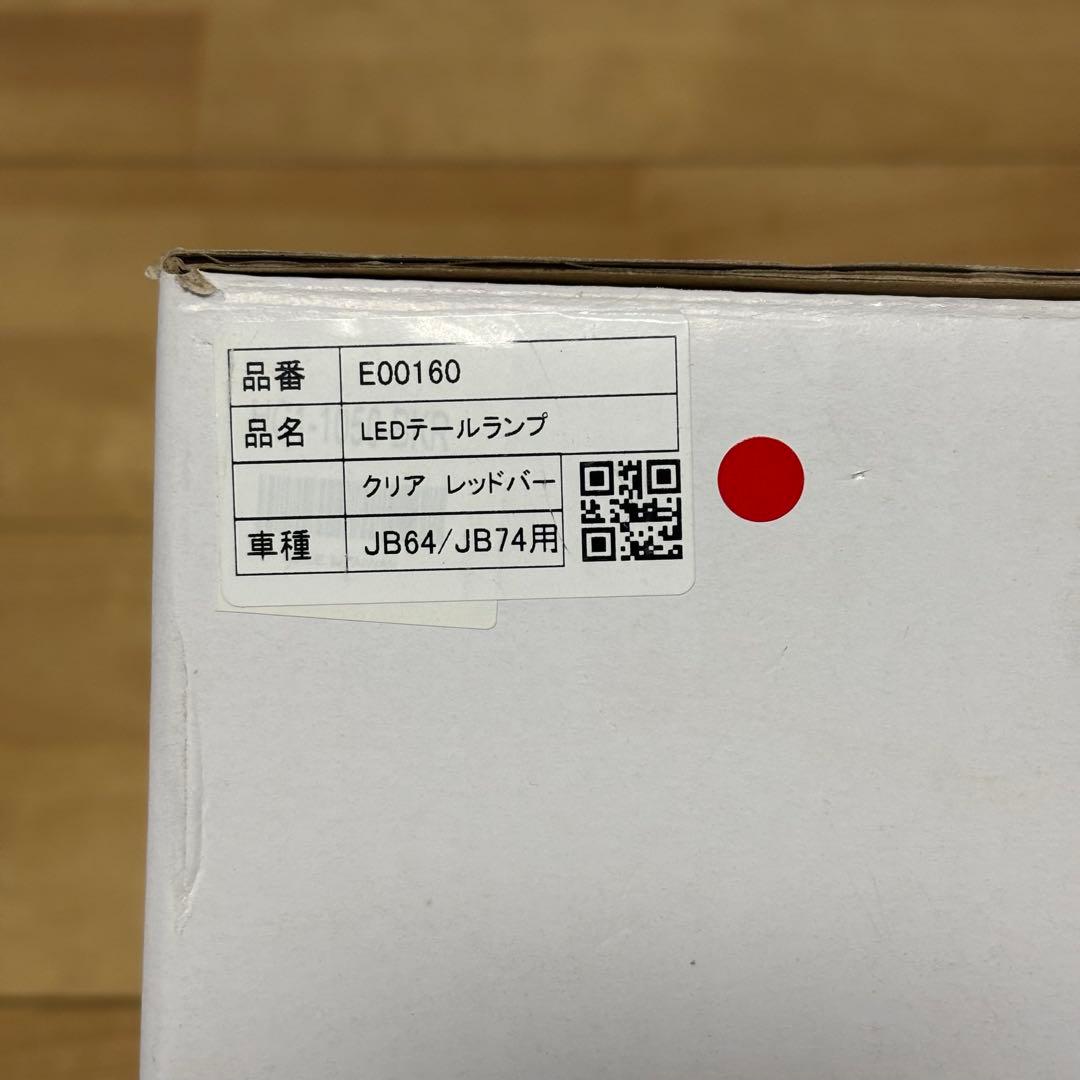 品番 E00160
品名 LEDテールランプ
クリア レッドバー
車種 JB64/JB74用